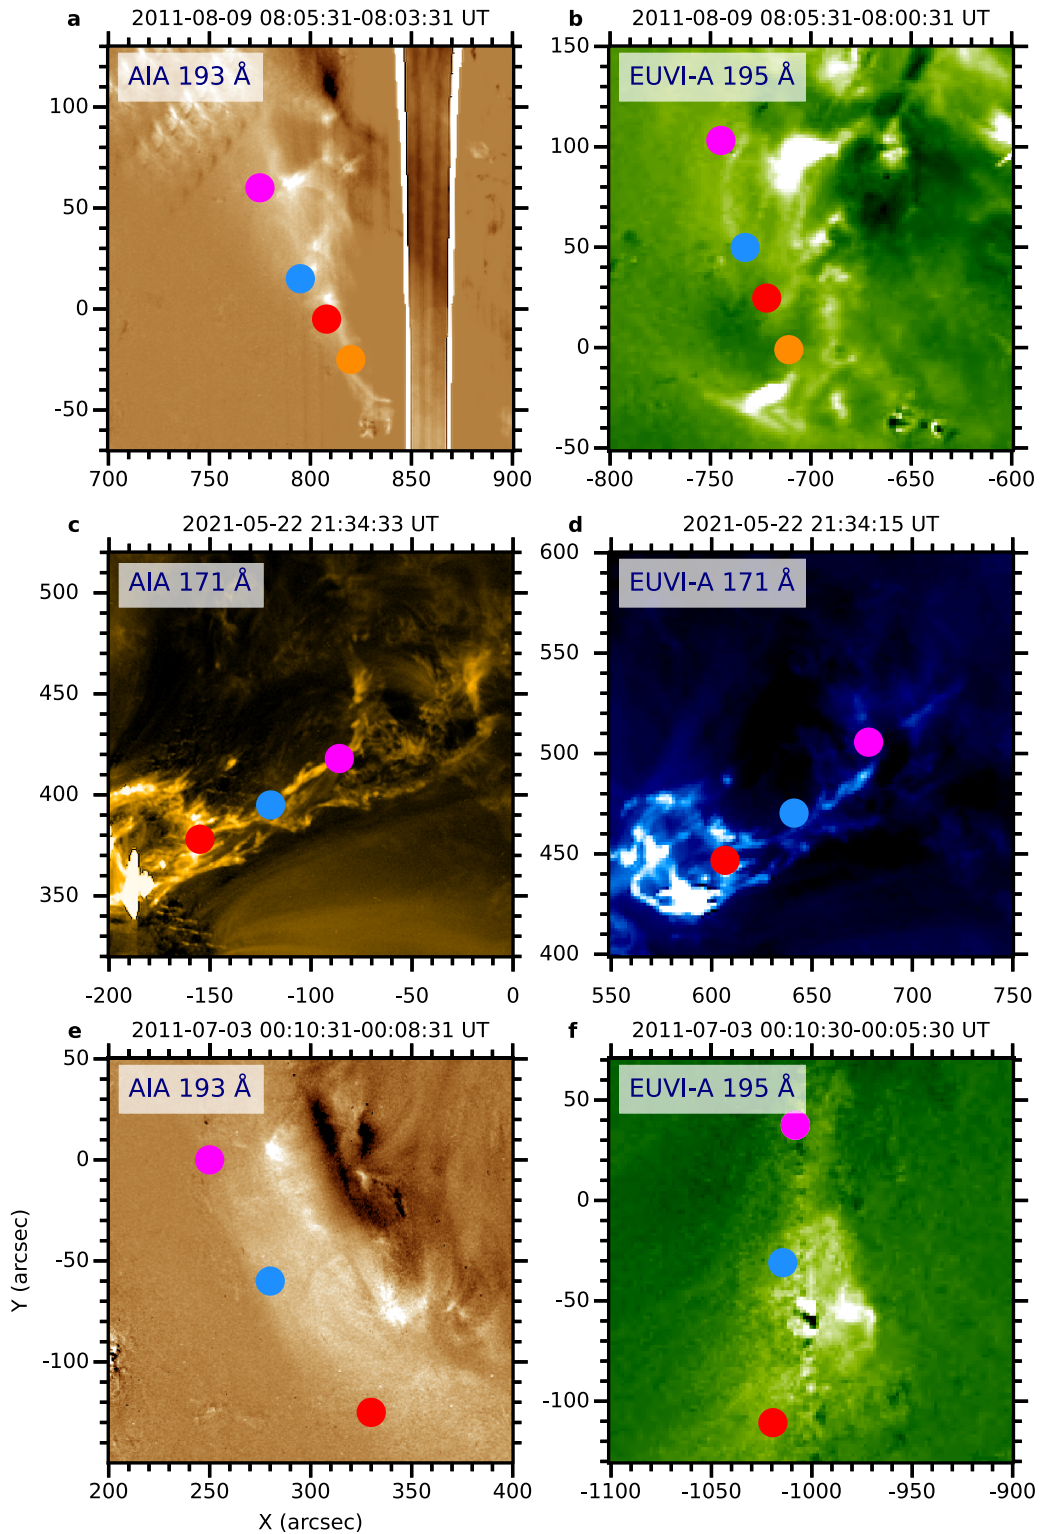 a 2011-08-09 08:05:31-08:03:31 UT
AIA 193 Å
100
50
0
-50
700 750 800 850 900
b 2011-08-09 08:05:31-08:00:31 UT
EUVI-A 195 Å
150
100
50
0
-50
-800 -750 -700 -650 -600
c 2021-05-22 21:34:33 UT
AIA 171 Å
500
450
400
350
-200 -150 -100 -50 0
d 2021-05-22 21:34:15 UT
EUVI-A 171 Å
600
550
500
450
400
550 600 650 700 750
e 2011-07-03 00:10:31-00:08:31 UT
AIA 193 Å
50
0
-50
-100
Y (arcsec)
200 250 300 350 400
X (arcsec)
f 2011-07-03 00:10:30-00:05:30 UT
EUVI-A 195 Å
50
0
-50
-100
-1100 -1050 -1000 -950 -900